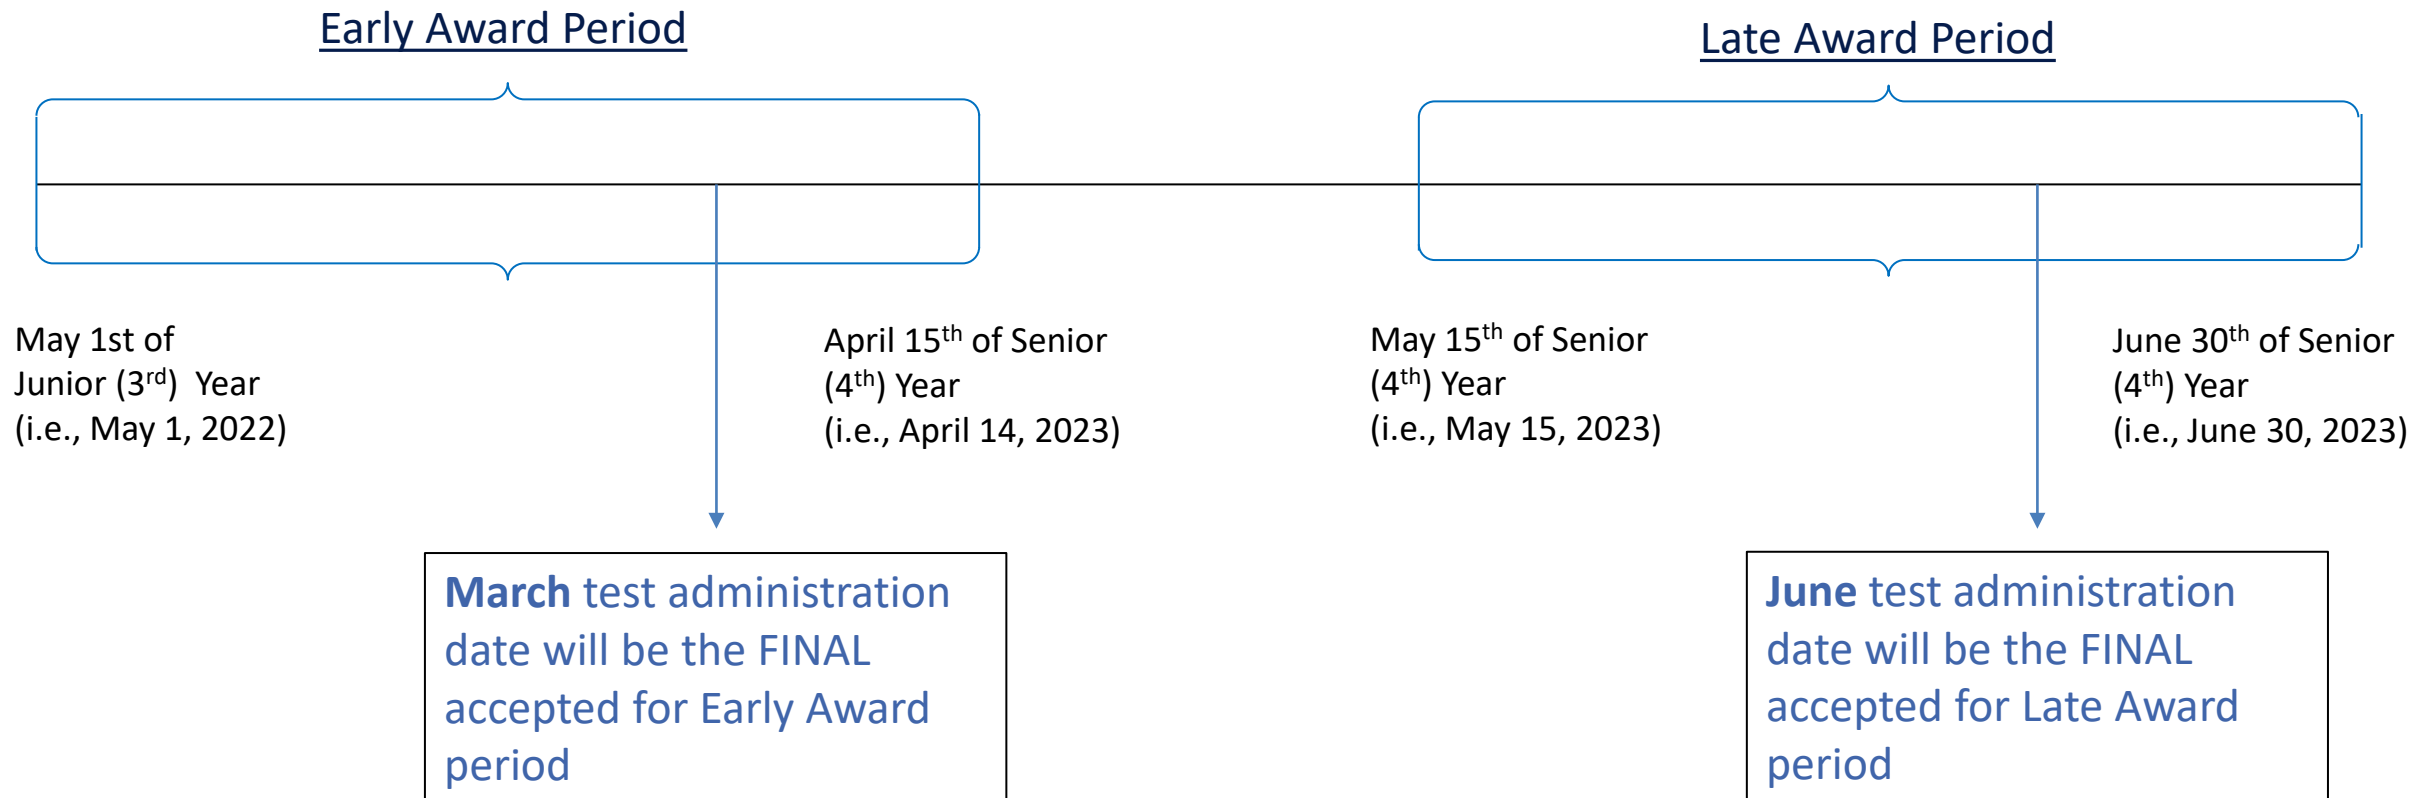 Early Award Period
Late Award Period
May 1st of
Junior (3rd)  Year
(i.e., May 1, 2022)
April 15th of Senior
(4th) Year
(i.e., April 14, 2023)
May 15th of Senior
(4th) Year
(i.e., May 15, 2023)
June 30th of Senior
(4th) Year
(i.e., June 30, 2023)
March test administration
date will be the FINAL
accepted for Early Award
period
June test administration
date will be the FINAL
accepted for Late Award
period